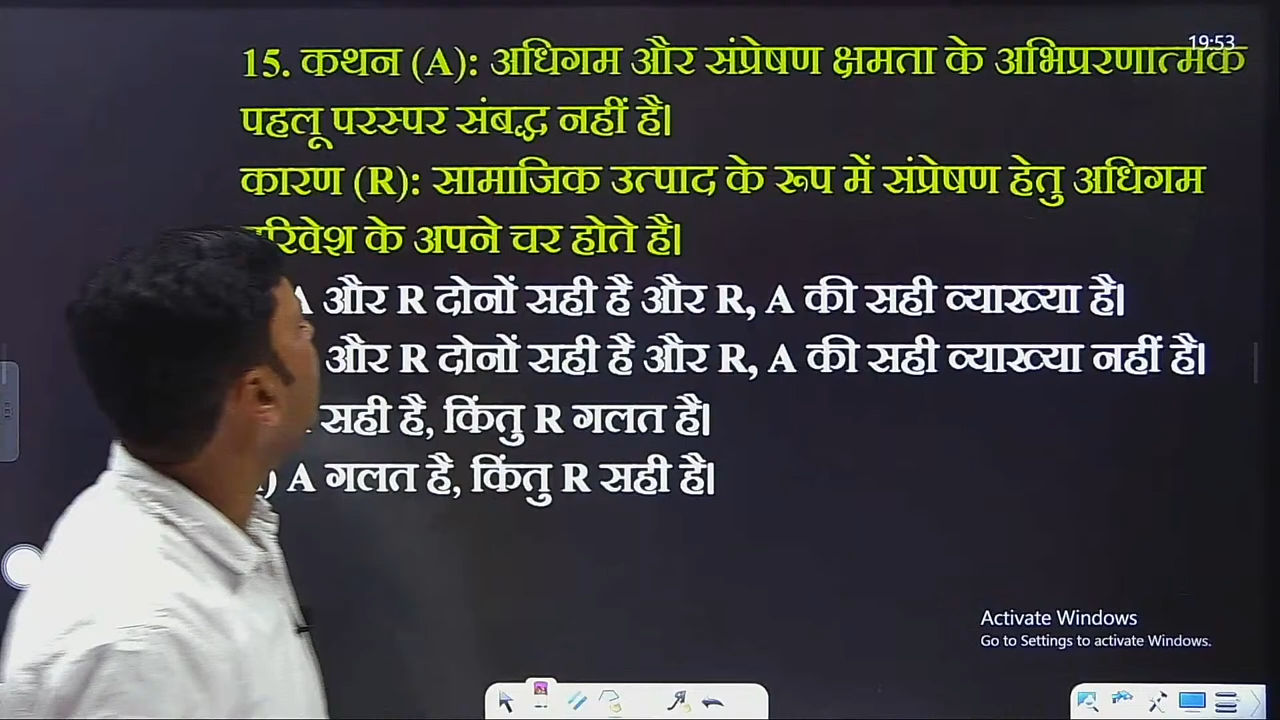 19:53
15. कथन (A): अधिगम और संप्रेषण क्षमता के अभिप्ररणात्मक
पहलू परस्पर संबद्ध नहीं है।
कारण (R): सामाजिक उत्पाद के रूप में संप्रेषण हेतु अधिगम
के अपने चर होते है।
A और R दोनों सही है और R, A की सही व्याख्या है।
और R दोनों सही है और R, A की सही व्याख्या नहीं है।
सही है, किंतु R गलत है।
) A गलत है, किंतु R सही है।
Activate Windows
Go to Settings to activate Windows.